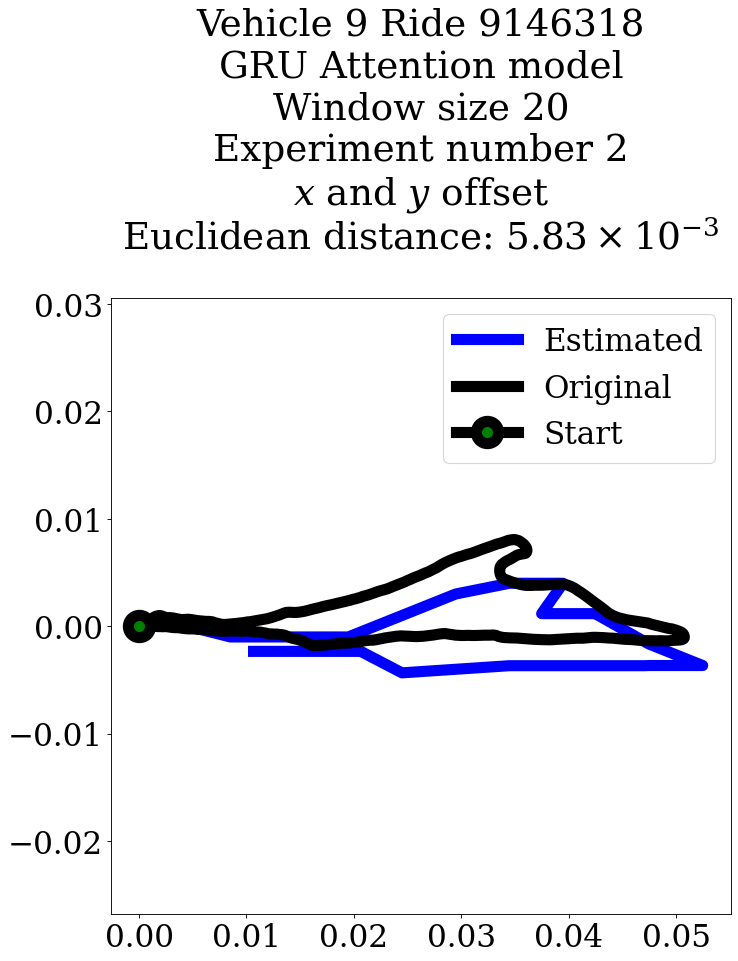 Vehicle 9 Ride 9146318
GRU Attention model
Window size 20
Experiment number 2
x and y offset
Euclidean distance: 5.83 × 10⁻³
0.03
0.02
0.01
0.00
−0.01
−0.02
Estimated
Original
Start
0.00 0.01 0.02 0.03 0.04 0.05